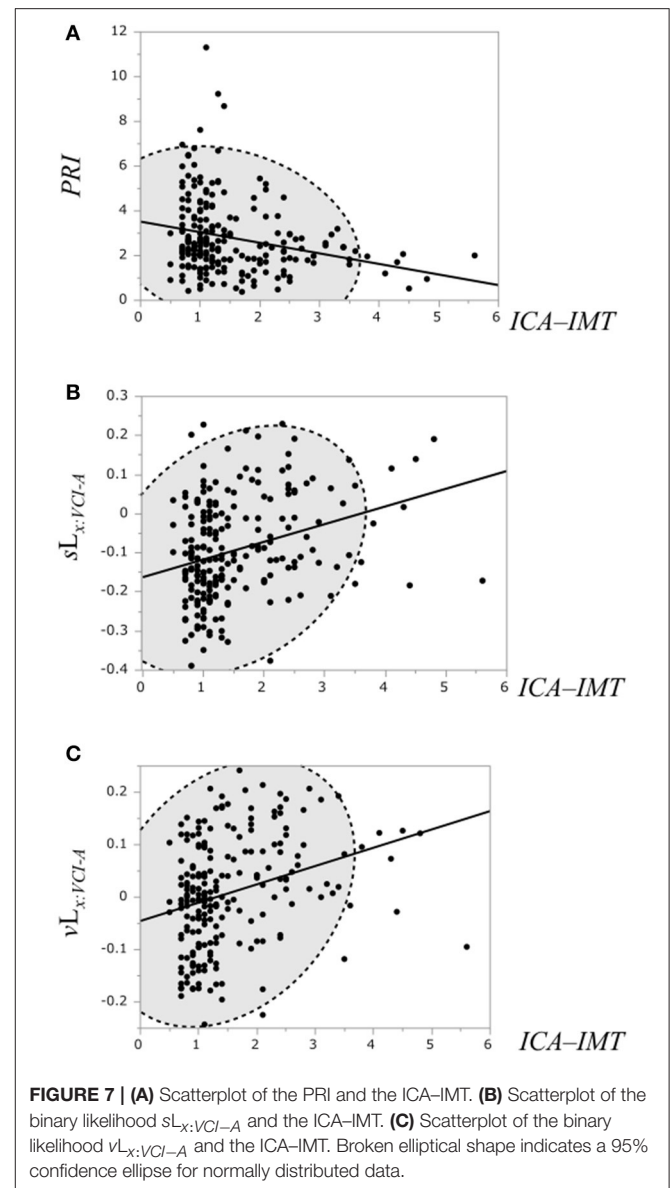 A
12
10
8
6
4
2
0
PRI
0 1 2 3 4 5 6
ICA–IMT
B
0.3
0.2
0.1
0
-0.1
-0.2
-0.3
-0.4
sLx:VCI-A
0 1 2 3 4 5 6
ICA–IMT
C
0.2
0.1
0
-0.1
-0.2
vLx:VCI-A
0 1 2 3 4 5 6
ICA–IMT
FIGURE 7 | (A) Scatterplot of the PRI and the ICA–IMT. (B) Scatterplot of the
binary likelihood sLx:VCI−A and the ICA–IMT. (C) Scatterplot of the binary
likelihood vLx:VCI−A and the ICA–IMT. Broken elliptical shape indicates a 95%
confidence ellipse for normally distributed data.